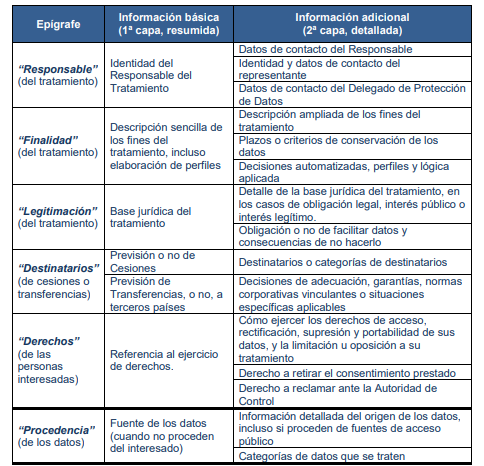 Epígrafe
Información básica
(1ª capa, resumida)
Información adicional
(2ª capa, detallada)
“Responsable”
(del tratamiento)
Identidad del
Responsable del
Tratamiento
Datos de contacto del Responsable
Identidad y datos de contacto del
representante
Datos de contacto del Delegado de Protección
de Datos
“Finalidad”
(del tratamiento)
Descripción sencilla de
los fines del
tratamiento, incluso
elaboración de perfiles
Descripción ampliada de los fines del
tratamiento
Plazos o criterios de conservación de los
datos
Decisiones automatizadas, perfiles y lógica
aplicada
“Legitimación”
(del tratamiento)
Base jurídica del
tratamiento
Detalle de la base jurídica del tratamiento, en
los casos de obligación legal, interés público o
interés legítimo.
Obligación o no de facilitar datos y
consecuencias de no hacerlo
“Destinatarios”
(de cesiones o
transferencias)
Previsión o no de
Cesiones
Destinatarios o categorías de destinatarios
Previsión de
Transferencias, o no, a
terceros países
Decisiones de adecuación, garantías, normas
corporativas vinculantes o situaciones
específicas aplicables
“Derechos”
(de las
personas
interesadas)
Referencia al ejercicio
de derechos.
Cómo ejercer los derechos de acceso,
rectificación, supresión y portabilidad de sus
datos, y la limitación u oposición a su
tratamiento
Derecho a retirar el consentimiento prestado
Derecho a reclamar ante la Autoridad de
Control
“Procedencia”
(de los datos)
Fuente de los datos
(cuando no proceden
del interesado)
Información detallada del origen de los datos,
incluso si proceden de fuentes de acceso
público
Categorías de datos que se traten